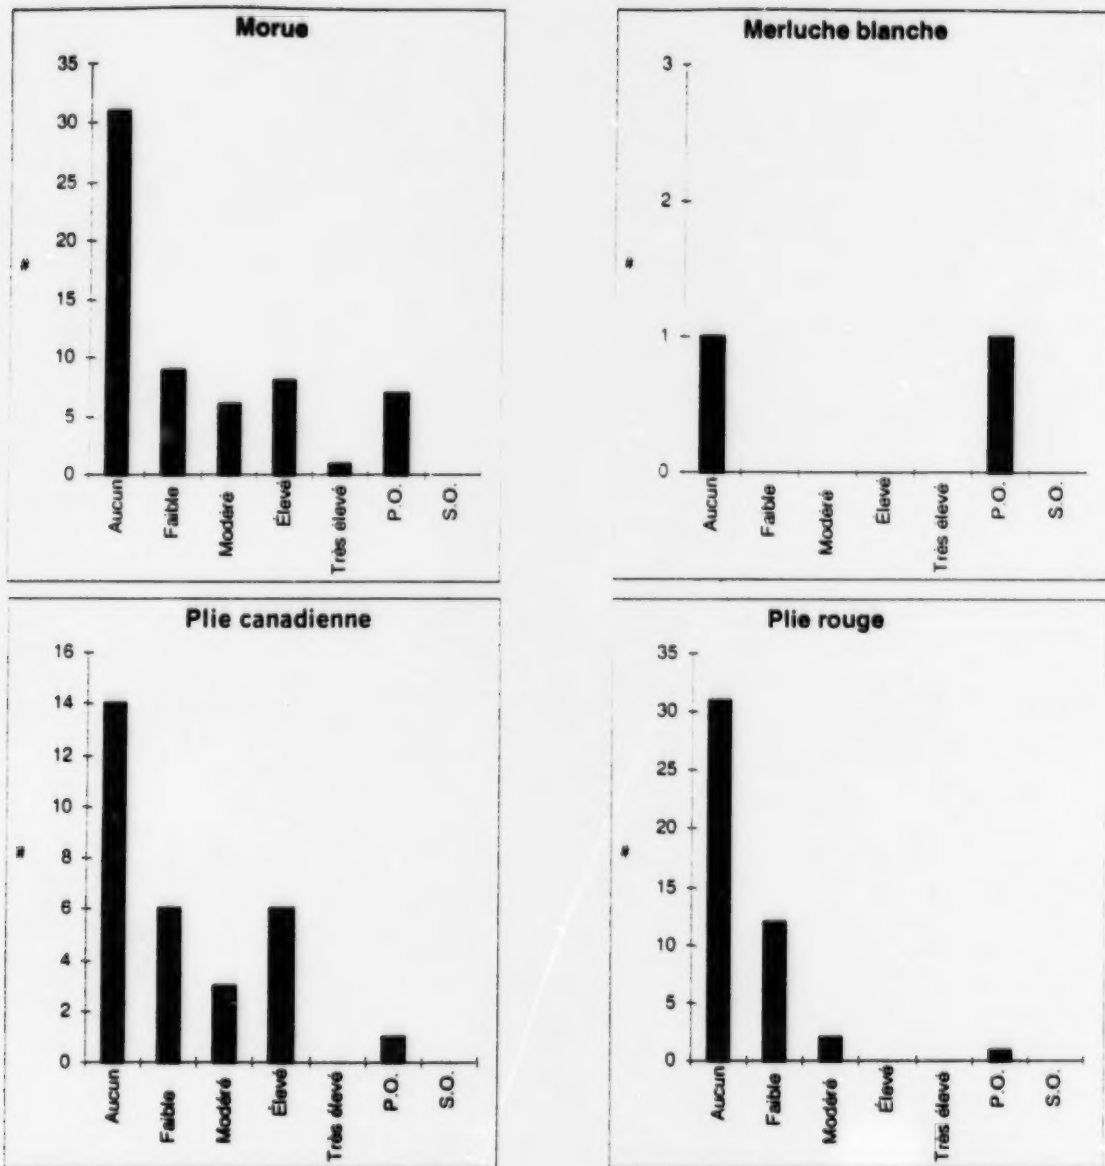 Morue
35
30
25
20
15
10
5
0
#
Aucun
Faible
Modéré
Élevé
Très élevé
P.O.
S.O.
Merluche blanche
3
2
1
0
#
Aucun
Faible
Modéré
Élevé
Très élevé
P.O.
S.O.
Plie canadienne
16
14
12
10
8
6
4
2
0
#
Aucun
Faible
Modéré
Élevé
Très élevé
P.O.
S.O.
Plie rouge
35
30
25
20
15
10
5
0
#
Aucun
Faible
Modéré
Élevé
Très élevé
P.O.
S.O.